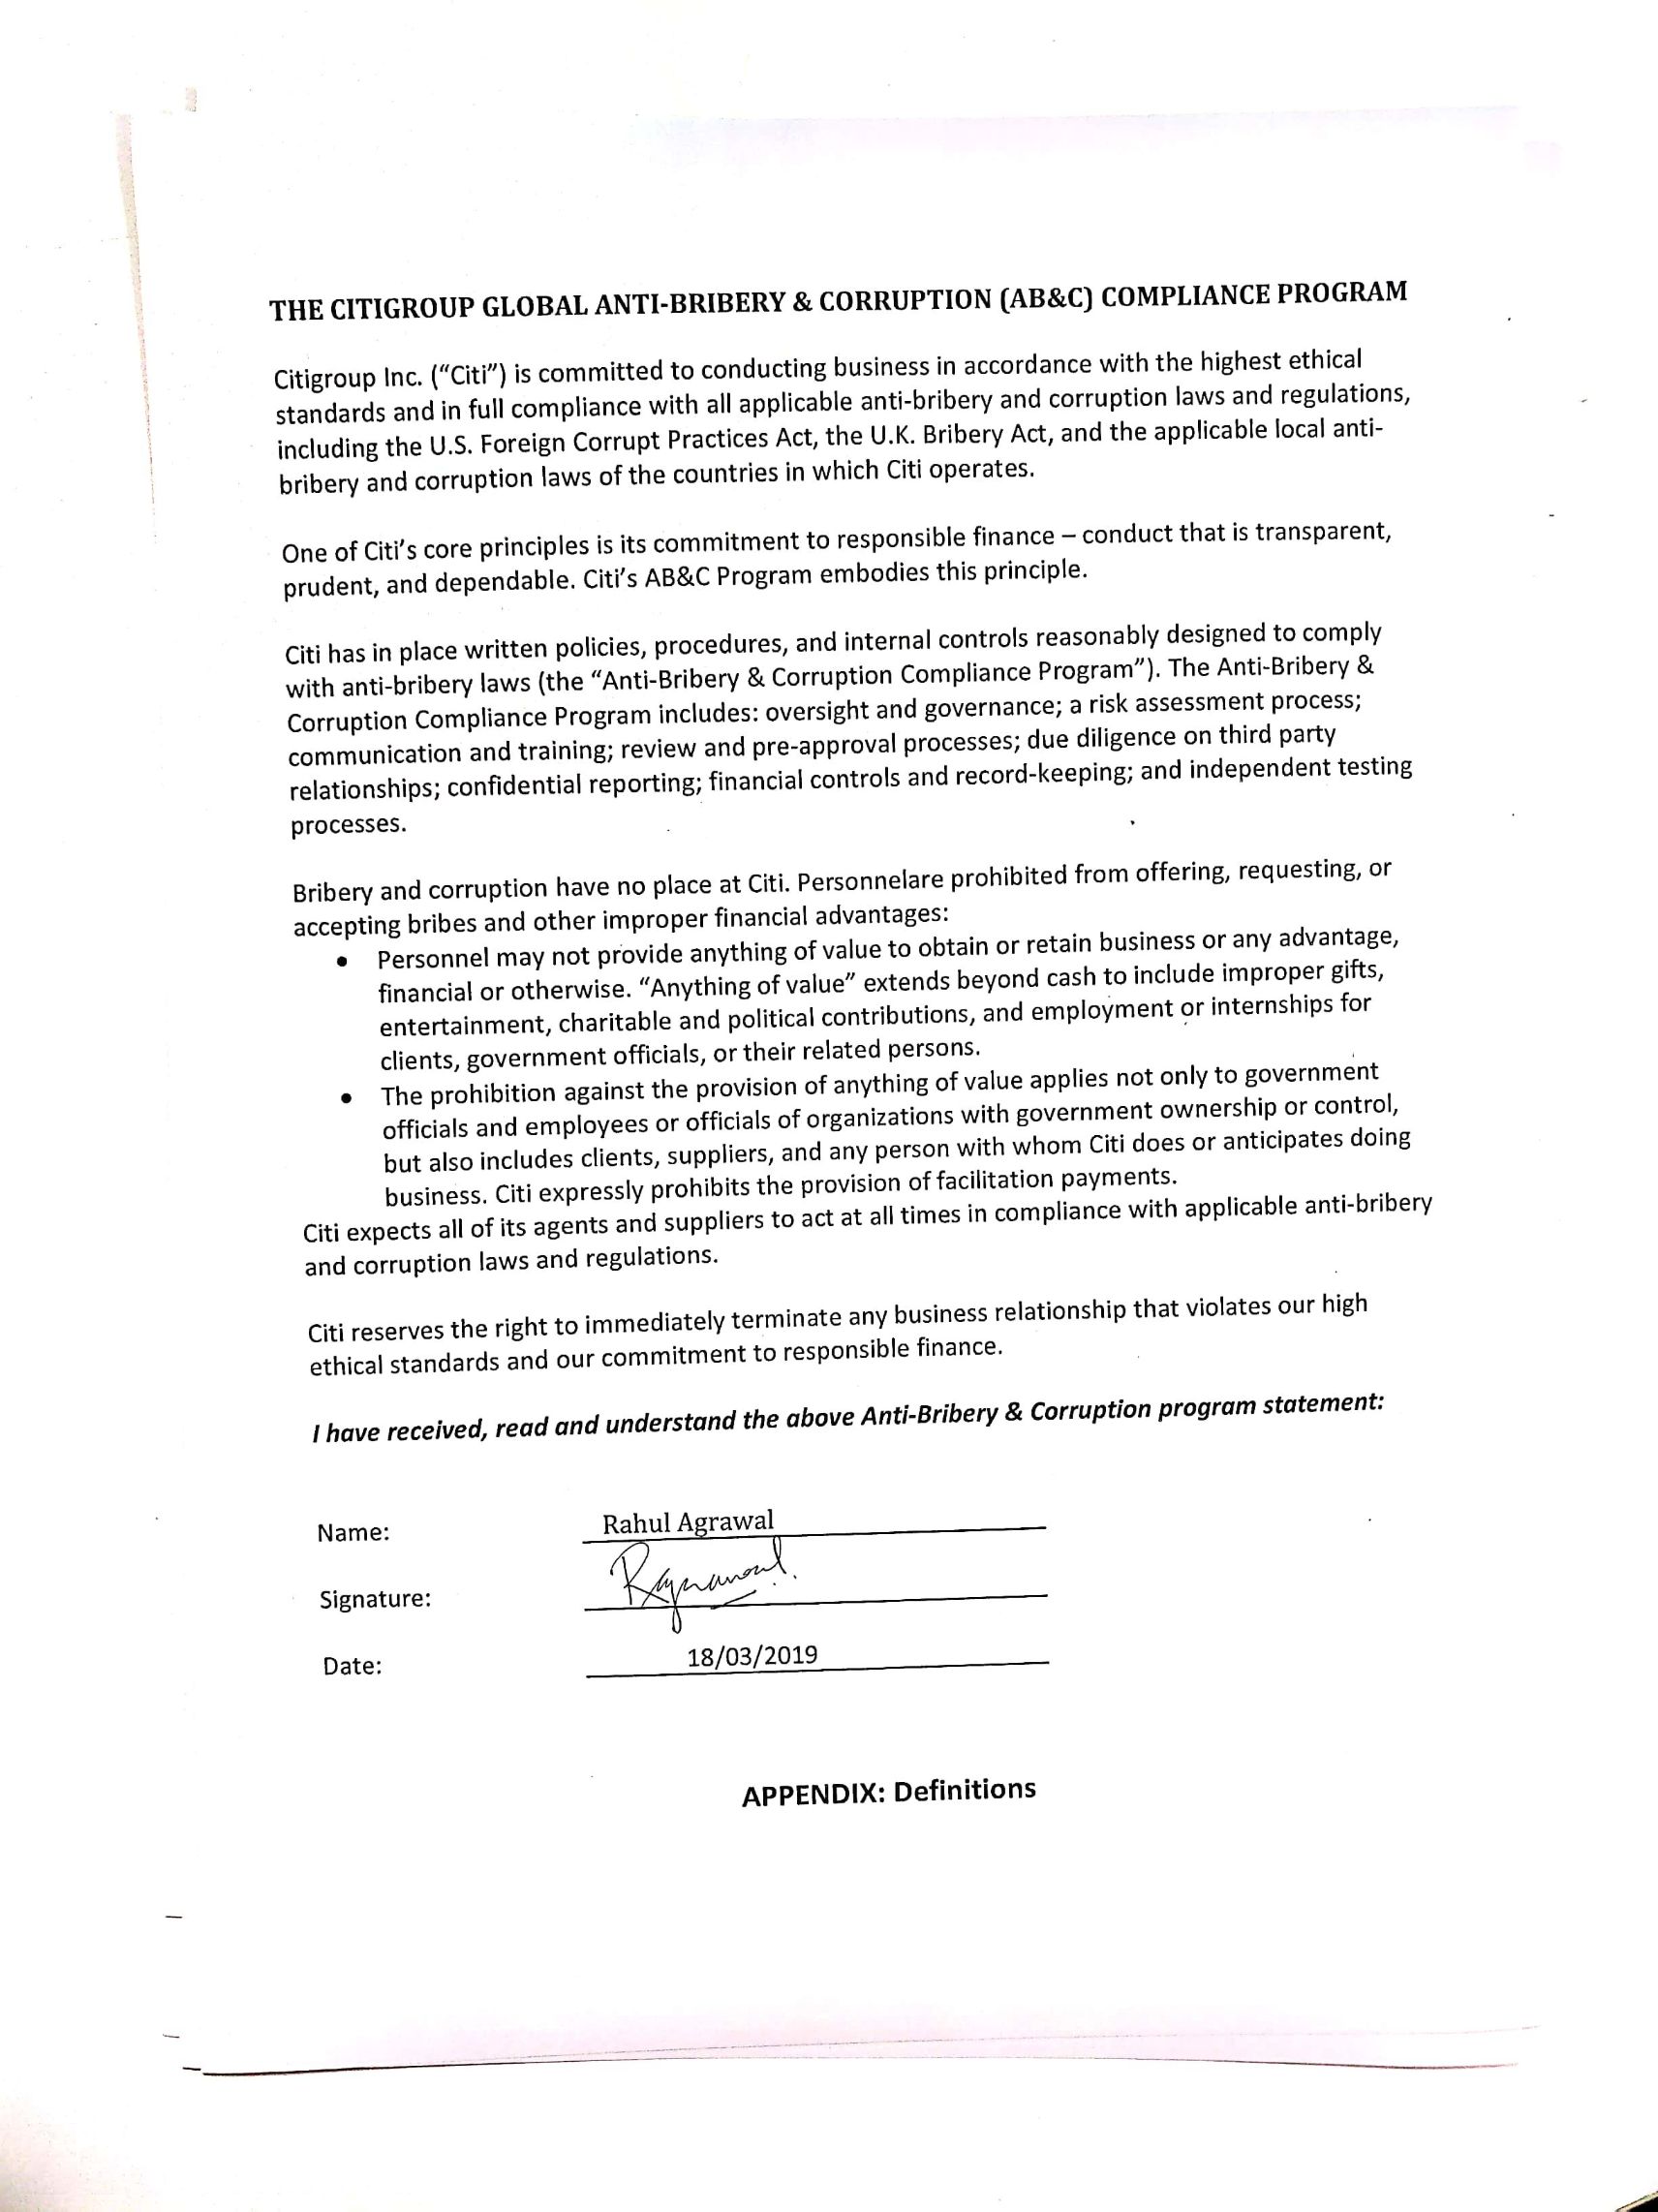 THE CITIGROUP GLOBAL ANTI-BRIBERY & CORRUPTION (AB&C) COMPLIANCE PROGRAM
Citigroup Inc. (“Citi”) is committed to conducting business in accordance with the highest ethical
standards and in full compliance with all applicable anti-bribery and corruption laws and regulations,
including the U.S. Foreign Corrupt Practices Act, the U.K. Bribery Act, and the applicable local anti-
bribery and corruption laws of the countries in which Citi operates.
One of Citi’s core principles is its commitment to responsible finance – conduct that is transparent,
prudent, and dependable. Citi’s AB&C Program embodies this principle.
Citi has in place written policies, procedures, and internal controls reasonably designed to comply
with anti-bribery laws (the “Anti-Bribery & Corruption Compliance Program”). The Anti-Bribery &
Corruption Compliance Program includes: oversight and governance; a risk assessment process;
communication and training; review and pre-approval processes; due diligence on third party
relationships; confidential reporting; financial controls and record-keeping; and independent testing
processes.
Bribery and corruption have no place at Citi. Personnelare prohibited from offering, requesting, or
accepting bribes and other improper financial advantages:
• Personnel may not provide anything of value to obtain or retain business or any advantage,
financial or otherwise. “Anything of value” extends beyond cash to include improper gifts,
entertainment, charitable and political contributions, and employment or internships for
clients, government officials, or their related persons.
• The prohibition against the provision of anything of value applies not only to government
officials and employees or officials of organizations with government ownership or control,
but also includes clients, suppliers, and any person with whom Citi does or anticipates doing
business. Citi expressly prohibits the provision of facilitation payments.
Citi expects all of its agents and suppliers to act at all times in compliance with applicable anti-bribery
and corruption laws and regulations.
Citi reserves the right to immediately terminate any business relationship that violates our high
ethical standards and our commitment to responsible finance.
I have received, read and understand the above Anti-Bribery & Corruption program statement:
Name: Rahul Agrawal
Signature:
Date: 18/03/2019
APPENDIX: Definitions